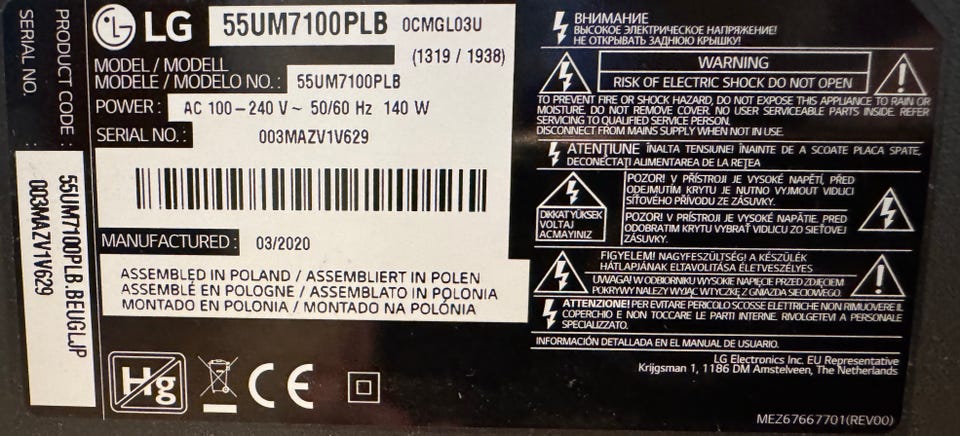 SERIAL NO.
PRODUCT CODE :
55UM7100PLB.BEUGLJP
003MAZV1V629
LG 55UM7100PLB 0CMGL03U
(1319 / 1938)
MODEL / MODELL
MODELE / MODELO NO.: 55UM7100PLB
POWER : AC 100-240 V~ 50/60 Hz 140 W
SERIAL NO.: 003MAZV1V629
MANUFACTURED : 03/2020
ASSEMBLED IN POLAND / ASSEMBLIERT IN POLEN
ASSEMBLÉ EN POLOGNE / ASSEMBLATO IN POLONIA
MONTADO EN POLONIA / MONTADO NA POLÓNIA
Hg
CE
ВНИМАНИЕ
ВЫСОКОЕ ЭЛЕКТРИЧЕСКОЕ НАПРЯЖЕНИЕ!
НЕ ОТКРЫВАТЬ ЗАДНЮЮ КРЫШКУ!
WARNING
RISK OF ELECTRIC SHOCK DO NOT OPEN
TO PREVENT FIRE OR SHOCK HAZARD, DO NOT EXPOSE THIS APPLIANCE TO RAIN OR
MOISTURE. DO NOT REMOVE COVER. NO USER SERVICEABLE PARTS INSIDE. REFER
SERVICING TO QUALIFIED SERVICE PERSON.
DISCONNECT FROM MAINS SUPPLY WHEN NOT IN USE.
ATENŢIUNE ÎNALTA TENSIUNE! ÎNAINTE DE A SCOATE PLACA SPATE,
DECONECTAŢI ALIMENTAREA DE LA REŢEA
DIKKAT YÜKSEK
VOLTAJ
ACMAYINIZ
POZOR! V PŘÍSTROJI JE VYSOKÉ NAPĚTÍ, PŘED
ODEJMUTÍM KRYTU JE NUTNO VYJMOUT VIDLICI
SÍŤOVÉHO PŘÍVODU ZE ZÁSUVKY.
POZOR! V PRÍSTROJI JE VYSOKÉ NAPÄTIE. PRED
ODOBRATIM KRYTU VYBRAŤ VIDLICU ZO SIEŤOVEJ
ZÁSUVKY.
FIGYELEM! NAGYFESZÜLTSÉG! A KÉSZÜLÉK
HÁTLAPJÁNAK ELTAVOLÍTÁSA ÉLETVESZÉLYES
UWAGA! W ODBIORNIKU WYSOKIE NAPIĘCIE PRZED ZDJĘCIEM
POKRYWY NALEŻY WYJĄĆ WTYCZKĘ Z GNIAZDA SIECIOWEGO.
ATTENZIONE! PER EVITARE PERICOLO SCOSSE ELETTRICHE NON RIMUOVERE IL
COPERCHIO E NON TOCCARE LE PARTI INTERNE. RIVOLGETEVI A PERSONALE
SPECIALIZZATO.
INFORMACIÓN DETALLADA EN EL MANUAL DE USUARIO.
LG Electronics Inc. EU Representative
Krijgsman 1, 1186 DM Amstelveen, The Netherlands
MEZ67667701(REV00)